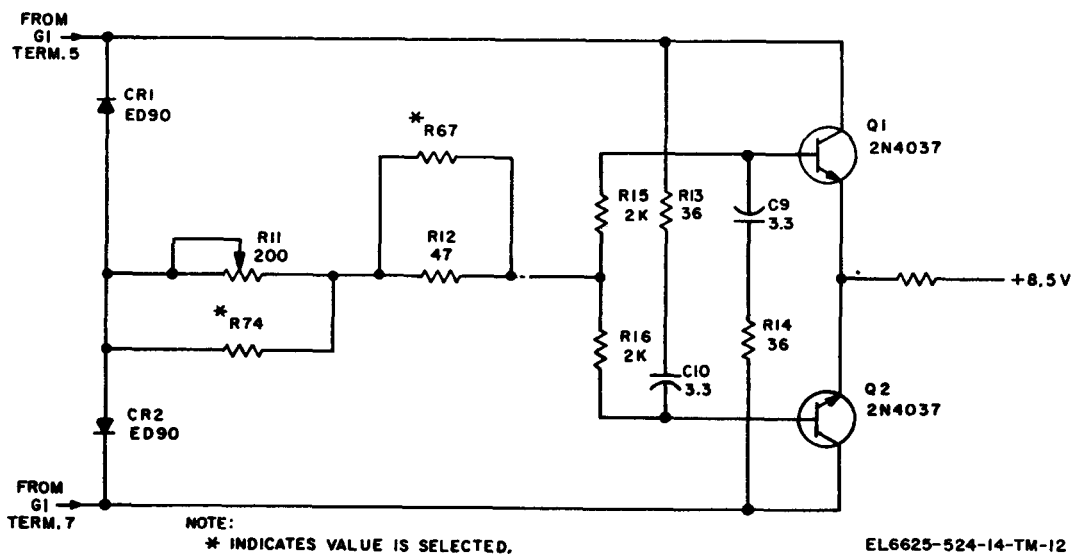 FROM
G1
TERM.5
CR1
ED90
*
R67
Q1
2N4037
R15
2K
R13
36
C9
3.3
R11
200
R12
47
+8.5V
*
R74
R16
2K
R14
36
C10
3.3
CR2
ED90
Q2
2N4037
FROM
G1
TERM.7
NOTE:
* INDICATES VALUE IS SELECTED.
EL6625-524-14-TM-12